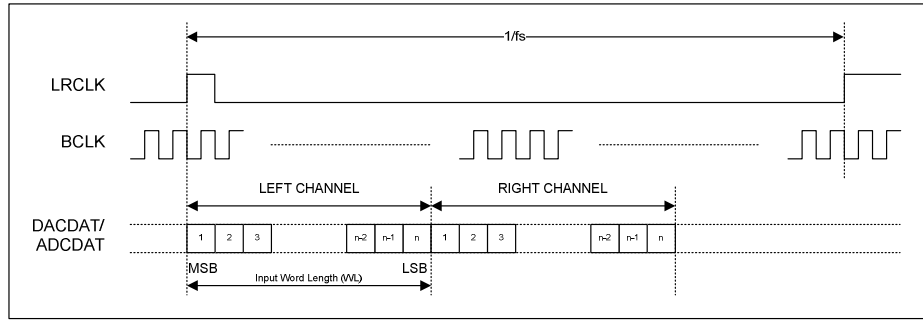 1/fs
LRCLK
BCLK
LEFT CHANNEL RIGHT CHANNEL
DACDAT/
ADCDAT
1 2 3 n-2 n-1 n 1 2 3 n-2 n-1 n
MSB LSB
Input Word Length (WL)